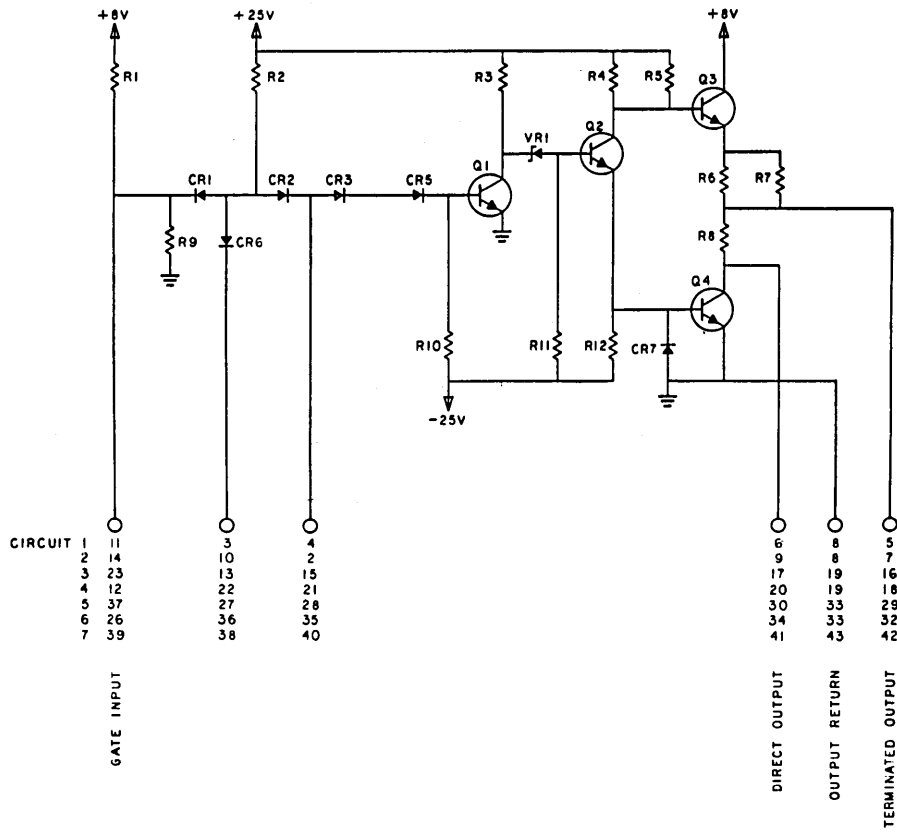 +8V +25V +8V
R1 R2 R3 R4 R5 Q3
Q2
VR1
Q1
CR1 CR2 CR3 CR5 R6 R7
R9 CR6 R8
Q4
R10 R11 R12 CR7
-25V
CIRCUIT 1 11 3 4 6 8 5
2 14 10 2 9 8 7
3 23 13 15 17 19 16
4 12 22 21 20 19 18
5 37 27 28 30 33 29
6 26 36 35 34 33 32
7 39 38 40 41 43 42
GATE INPUT
DIRECT OUTPUT
OUTPUT RETURN
TERMINATED OUTPUT